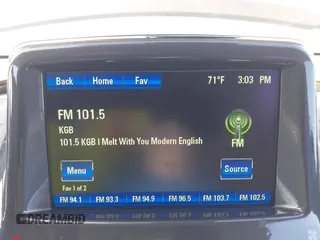 Back Home Fav 71°F 3:03 PM
FM 101.5
KGB
101.5 KGB I Melt With You Modern English
FM
Menu Source
Fav 1 of 2
FM 94.1 FM 93.3 FM 94.9 FM 96.5 FM 103.7 FM 102.5
DREAMBID